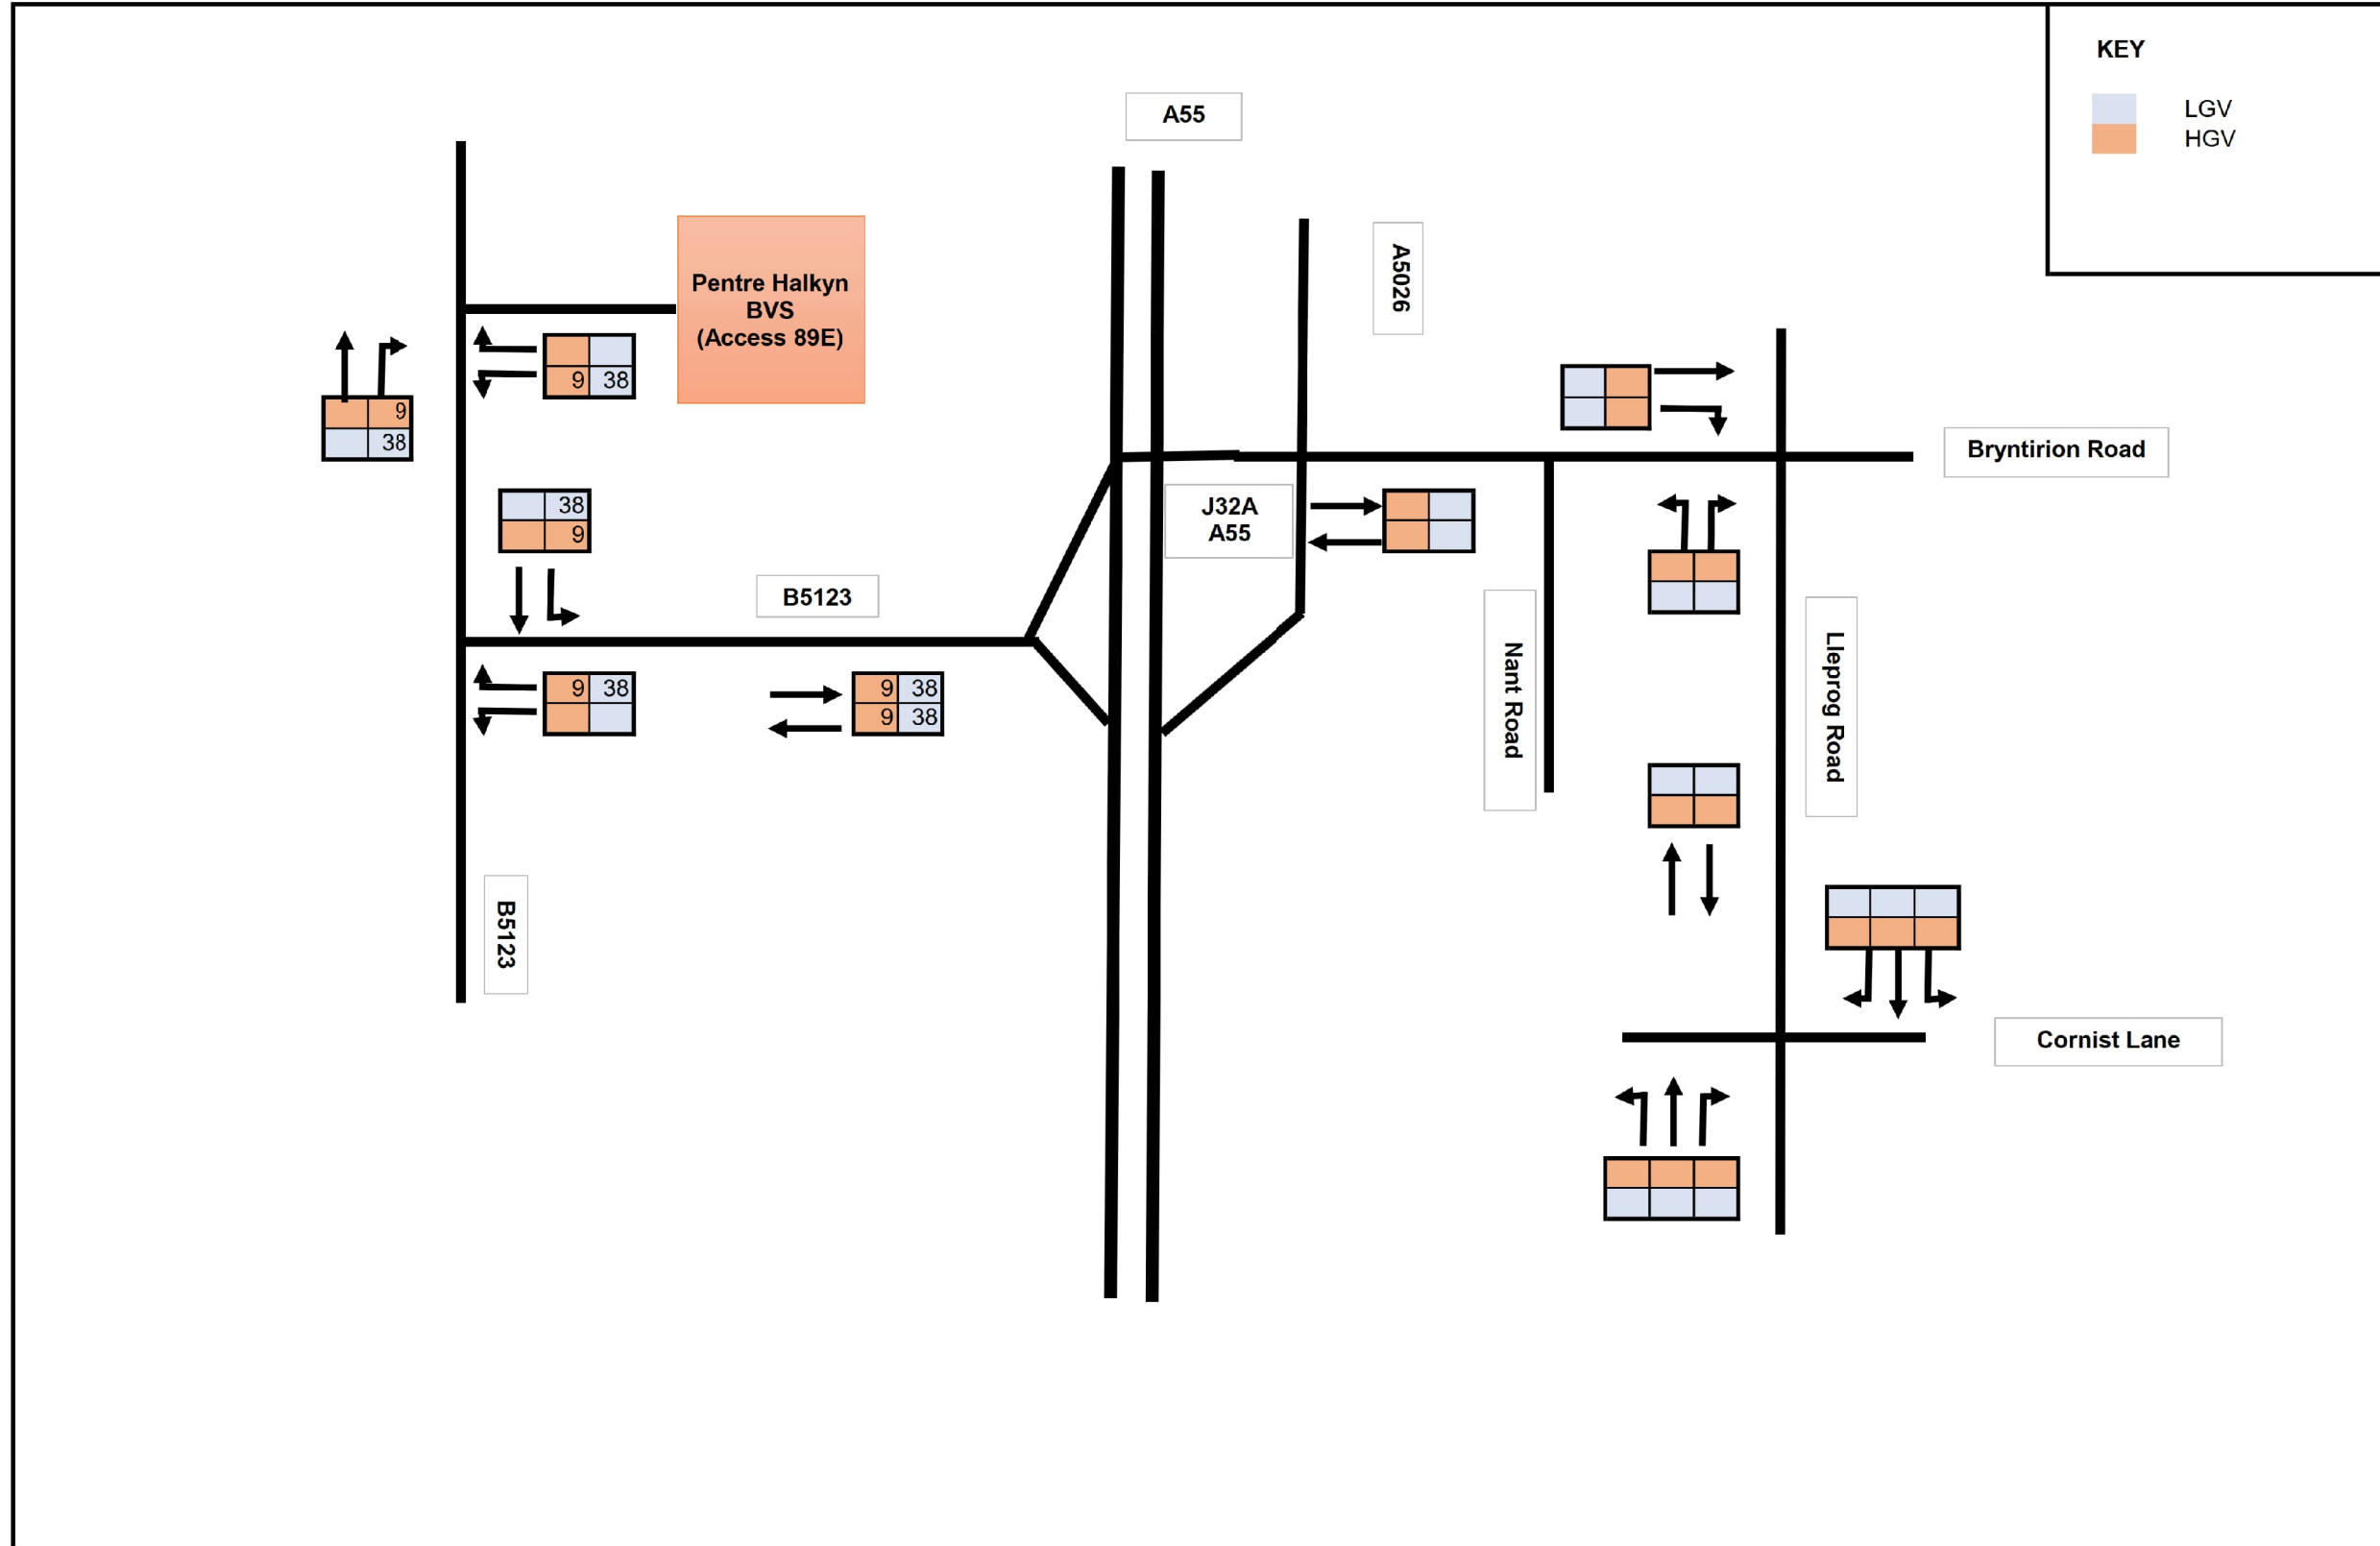 KEY
LGV
HGV
A55
A5026
Pentre Halkyn
BVS
(Access 89E)
9 38
9
38
Bryntirion Road
38
9
J32A
A55
B5123
9 38
9 38
9 38
Nant Road
Lleprog Road
B5123
Cornist Lane